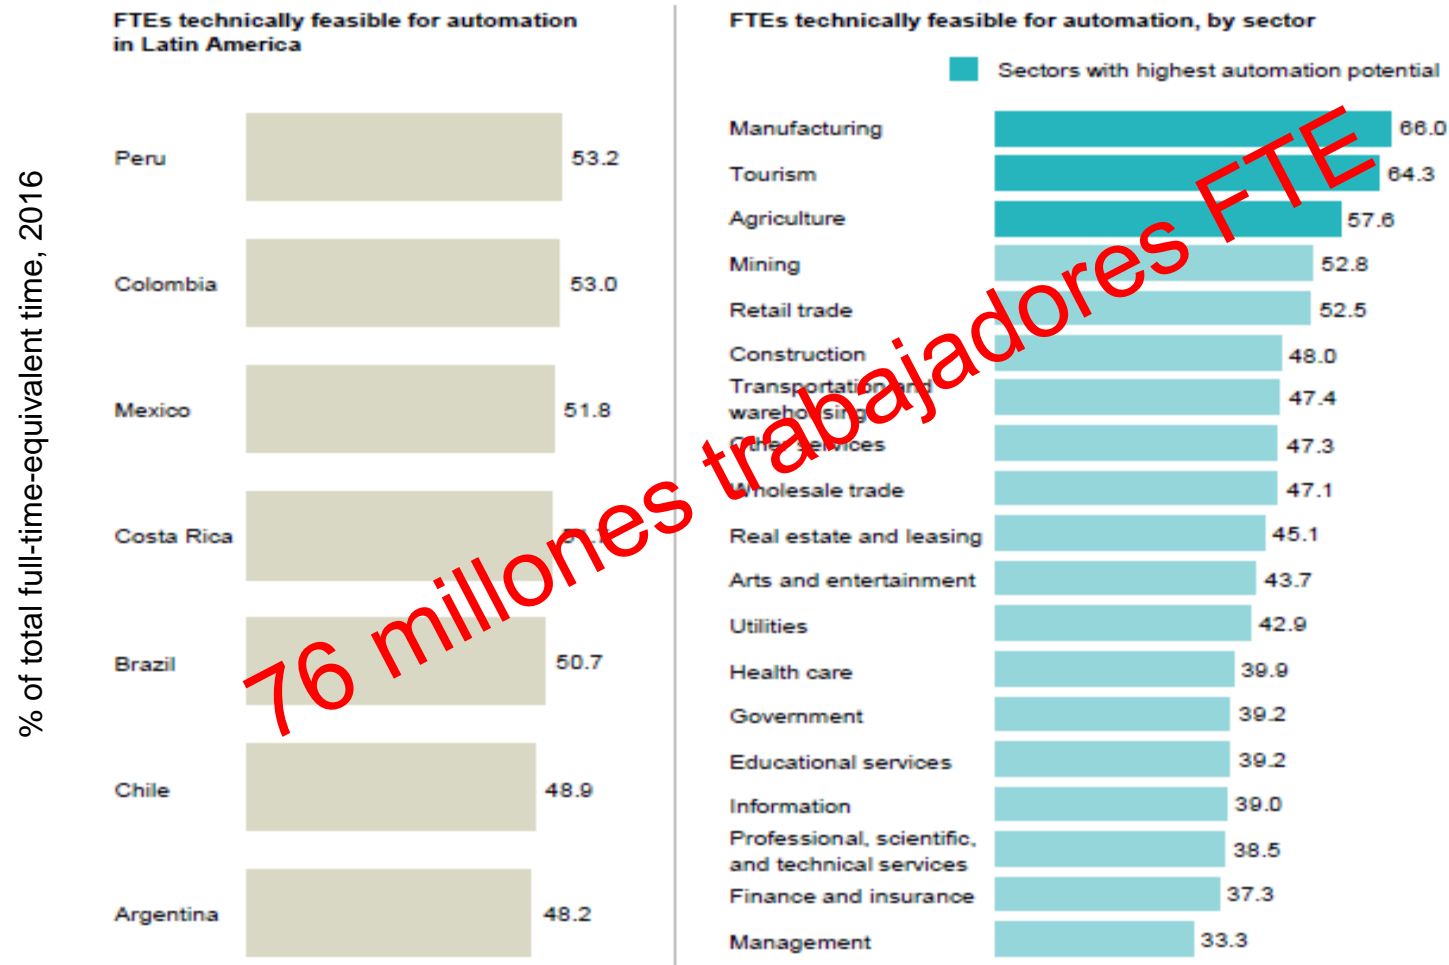 % of total full-time-equivalent time, 2016
FTEs technically feasible for automation
in Latin America
Peru 53.2
Colombia 53.0
Mexico 51.8
Costa Rica
Brazil 50.7
Chile 48.9
Argentina 48.2
FTEs technically feasible for automation, by sector
Sectors with highest automation potential
Manufacturing 66.0
Tourism 64.3
Agriculture 57.6
Mining 52.8
Retail trade 52.5
Construction 48.0
Transportation and
warehousing 47.4
Other services 47.3
Wholesale trade 47.1
Real estate and leasing 45.1
Arts and entertainment 43.7
Utilities 42.9
Health care 39.9
Government 39.2
Educational services 39.2
Information 39.0
Professional, scientific,
and technical services 38.5
Finance and insurance 37.3
Management 33.3
76 millones trabajadores FTE